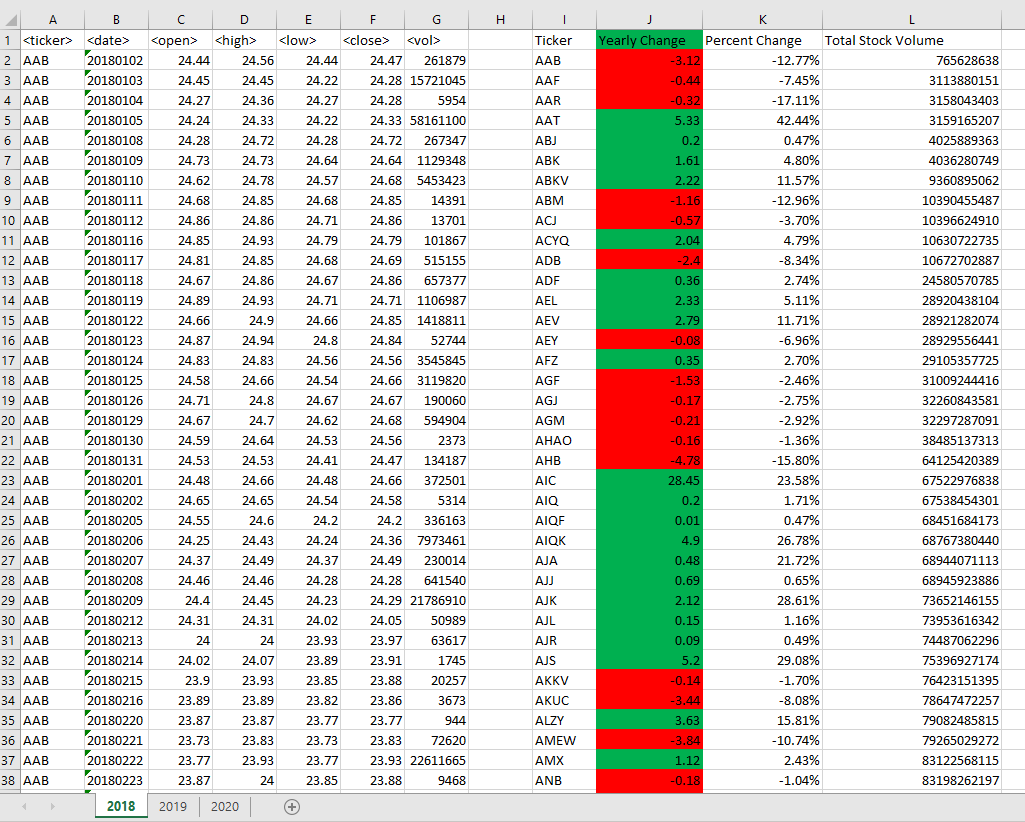 A B C D E F G H I J K L
1 <ticker> <date> <open> <high> <low> <close> <vol> Ticker Yearly Change Percent Change Total Stock Volume
2 AAB 20180102 24.44 24.56 24.44 24.47 261879 AAB -3.12 -12.77% 765628638
3 AAB 20180103 24.45 24.45 24.22 24.28 15721045 AAF -0.44 -7.45% 3113880151
4 AAB 20180104 24.27 24.36 24.27 24.28 5954 AAR -0.32 -17.11% 3158043403
5 AAB 20180105 24.24 24.33 24.22 24.33 58161100 AAT 5.33 42.44% 3159165207
6 AAB 20180108 24.28 24.72 24.28 24.72 267347 ABJ 0.2 0.47% 4025889363
7 AAB 20180109 24.73 24.73 24.64 24.64 1129348 ABK 1.61 4.80% 4036280749
8 AAB 20180110 24.62 24.78 24.57 24.68 5453423 ABKV 2.22 11.57% 9360895062
9 AAB 20180111 24.68 24.85 24.68 24.85 14391 ABM -1.16 -12.96% 10390455487
10 AAB 20180112 24.86 24.86 24.71 24.86 13701 ACJ -0.57 -3.70% 10396624910
11 AAB 20180116 24.85 24.93 24.79 24.79 101867 ACYQ 2.04 4.79% 10630722735
12 AAB 20180117 24.81 24.85 24.68 24.69 515155 ADB -2.4 -8.34% 10672702887
13 AAB 20180118 24.67 24.86 24.67 24.86 657377 ADF 0.36 2.74% 24580570785
14 AAB 20180119 24.89 24.93 24.71 24.71 1106987 AEL 2.33 5.11% 28920438104
15 AAB 20180122 24.66 24.9 24.66 24.85 1418811 AEV 2.79 11.71% 28921282074
16 AAB 20180123 24.87 24.94 24.8 24.84 52744 AEY -0.08 -6.96% 28929556441
17 AAB 20180124 24.83 24.83 24.56 24.56 3545845 AFZ 0.35 2.70% 29105357725
18 AAB 20180125 24.58 24.66 24.54 24.66 3119820 AGF -1.53 -2.46% 31009244416
19 AAB 20180126 24.71 24.8 24.67 24.67 190060 AGJ -0.17 -2.75% 32260843581
20 AAB 20180129 24.67 24.7 24.62 24.68 594904 AGM -0.21 -2.92% 32297287091
21 AAB 20180130 24.59 24.64 24.53 24.56 2373 AHAO -0.16 -1.36% 38485137313
22 AAB 20180131 24.53 24.53 24.41 24.47 134187 AHB -4.78 -15.80% 64125420389
23 AAB 20180201 24.48 24.66 24.48 24.66 372501 AIC 28.45 23.58% 67522976838
24 AAB 20180202 24.65 24.65 24.54 24.58 5314 AIQ 0.2 1.71% 67538454301
25 AAB 20180205 24.55 24.6 24.2 24.2 336163 AIQF 0.01 0.47% 68451684173
26 AAB 20180206 24.25 24.43 24.24 24.36 7973461 AIQK 4.9 26.78% 68767380440
27 AAB 20180207 24.37 24.49 24.37 24.49 230014 AJA 0.48 21.72% 68944071113
28 AAB 20180208 24.46 24.46 24.28 24.28 641540 AJJ 0.69 0.65% 68945923886
29 AAB 20180209 24.4 24.45 24.23 24.29 21786910 AJK 2.12 28.61% 73652146155
30 AAB 20180212 24.31 24.31 24.02 24.05 50989 AJL 0.15 1.16% 73953616342
31 AAB 20180213 24 24 23.93 23.97 63617 AJR 0.09 0.49% 74487062296
32 AAB 20180214 24.02 24.07 23.89 23.91 1745 AJS 5.2 29.08% 75396927174
33 AAB 20180215 23.9 23.93 23.85 23.88 20257 AKKV -0.14 -1.70% 76423151395
34 AAB 20180216 23.89 23.89 23.82 23.86 3673 AKUC -3.44 -8.08% 78647472257
35 AAB 20180220 23.87 23.87 23.77 23.77 944 ALZY 3.63 15.81% 79082485815
36 AAB 20180221 23.73 23.83 23.73 23.83 72620 AMEW -3.84 -10.74% 79265029272
37 AAB 20180222 23.77 23.93 23.77 23.93 22611665 AMX 1.12 2.43% 83122568115
38 AAB 20180223 23.87 24 23.85 23.88 9468 ANB -0.18 -1.04% 83198262197
2018 2019 2020